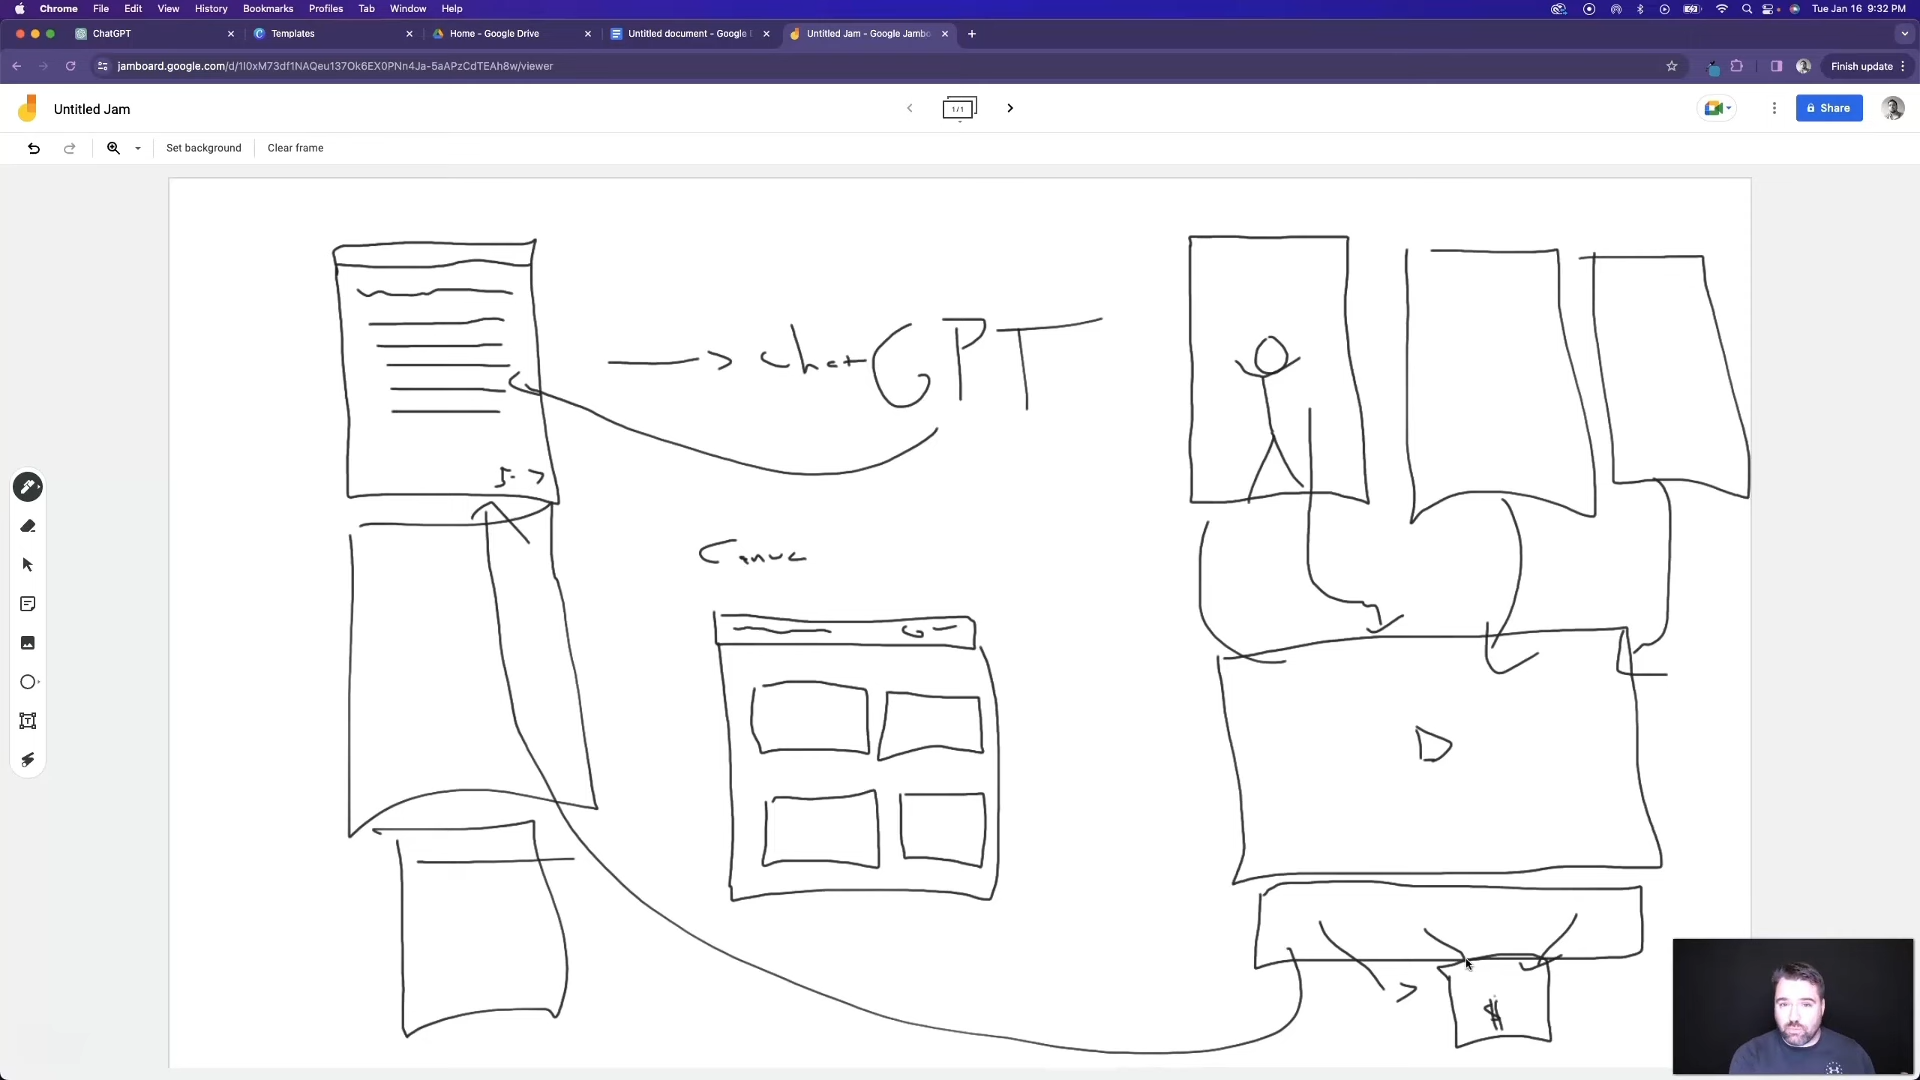 Chrome File Edit View History Bookmarks Profiles Tab Window Help
Tue Jan 16 9:32 PM
ChatGPT
Templates
Home - Google Drive
Untitled document - Google
Untitled Jam - Google Jambo
jamboard.google.com/d/1I0xM73df1NAQeu137Ok6EX0PNn4Ja-5aAPzCdTEAh8w/viewer
Finish update
Untitled Jam
1/1
Share
Set background
Clear frame
chatGPT
$